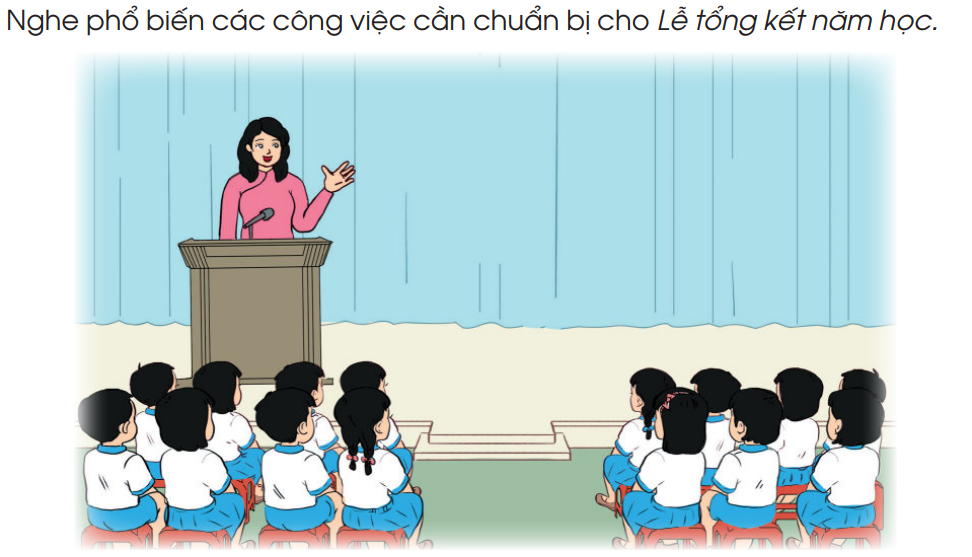 Nghe phổ biến các công việc cần chuẩn bị cho Lễ tổng kết năm học.